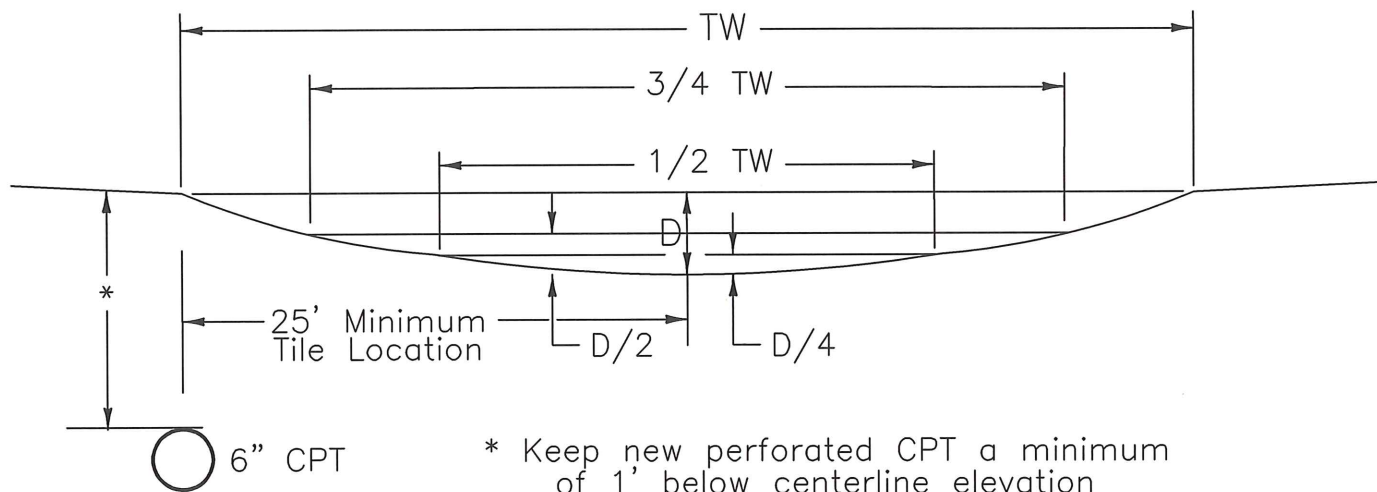 TW
3/4 TW
1/2 TW
D
*
25' Minimum
Tile Location
D/2
D/4
6" CPT
* Keep new perforated CPT a minimum
of 1' below centerline elevation